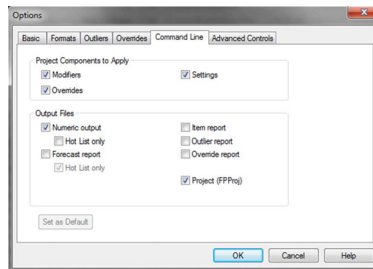 Options
Basic Formats Outliers Overrides Command Line Advanced Controls
Project Components to Apply
Modifiers Settings
Overrides
Output Files
Numeric output Item report
Hot List only Outlier report
Forecast report Override report
Hot List only
Project (FPProj)
Set as Default
OK Cancel Help